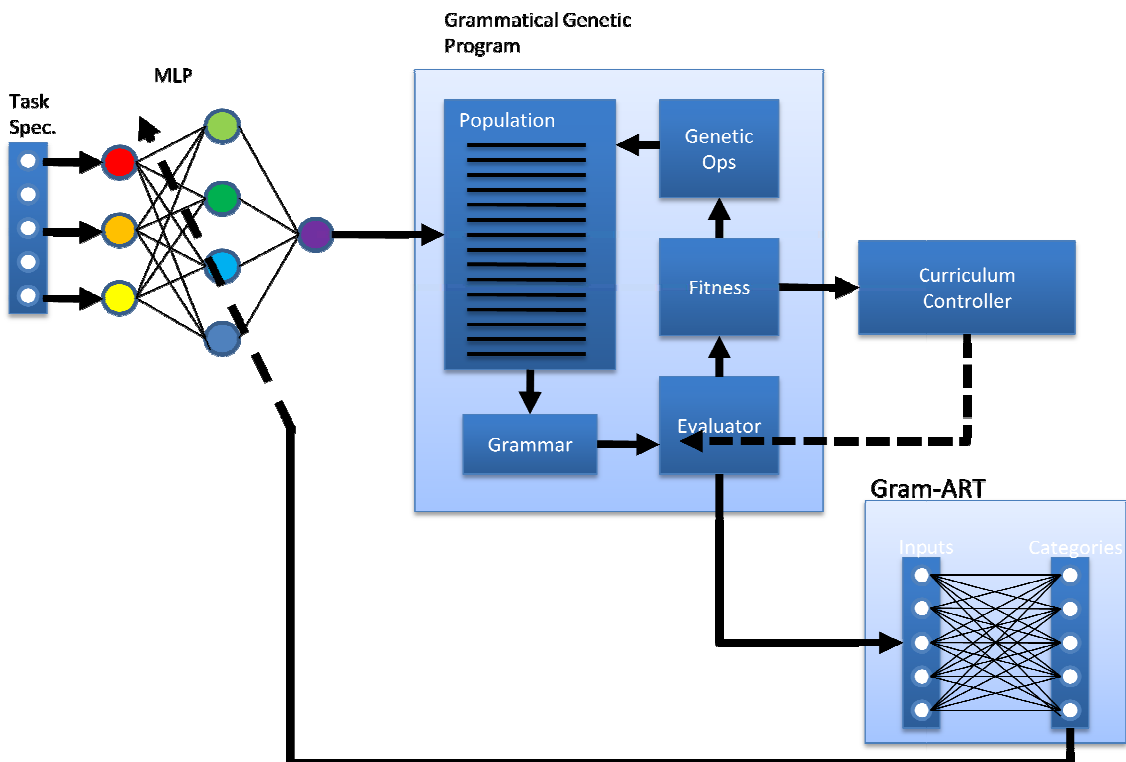 Grammatical Genetic
Program
MLP
Task
Spec.
Population
Genetic
Ops
Fitness
Curriculum
Controller
Evaluator
Grammar
Gram-ART
Inputs
Categories